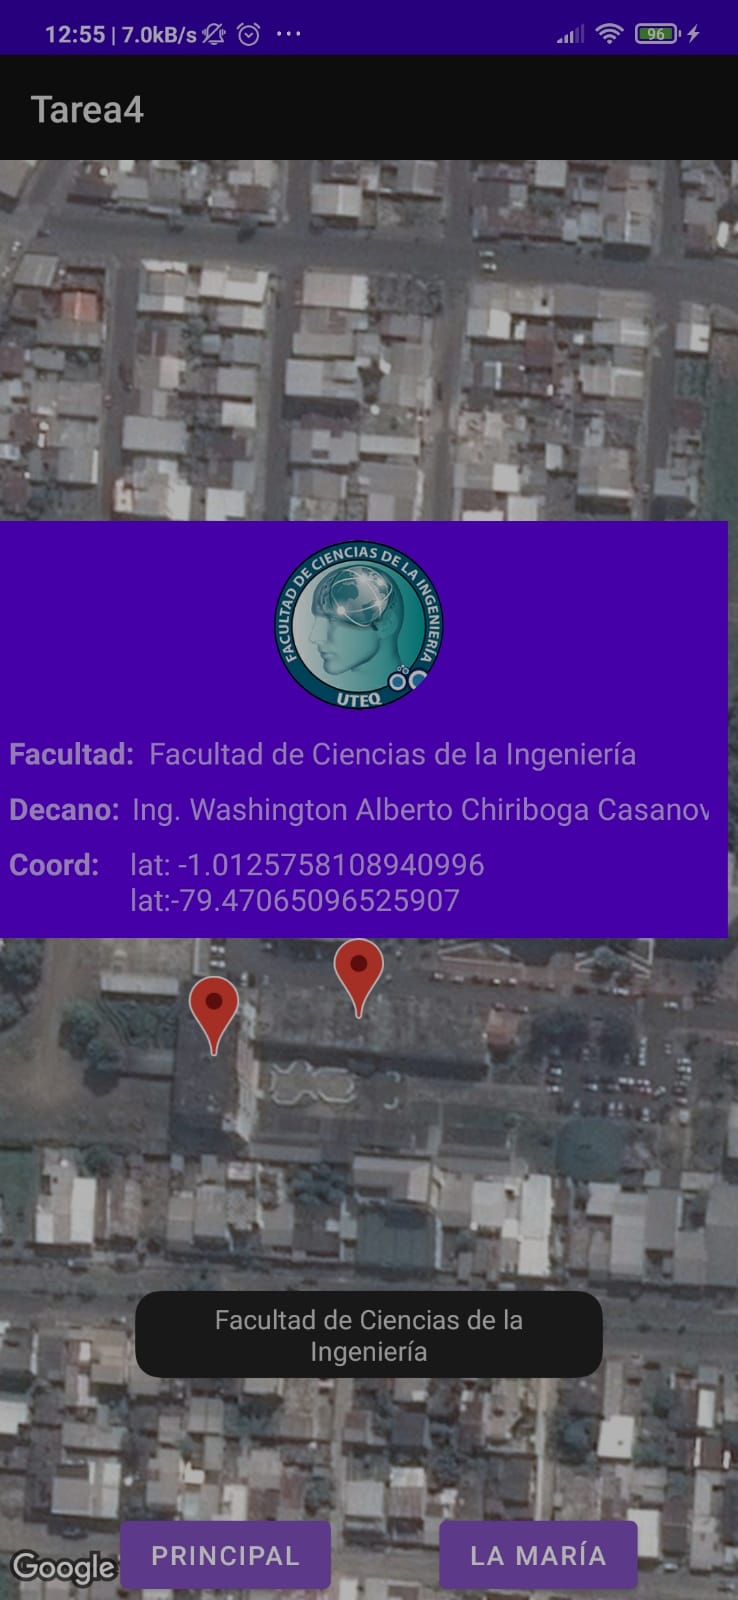 12:55 | 7.0kB/s ...
96
Tarea4
FACULTAD DE CIENCIAS DE LA INGENIERÍA
UTEQ
Facultad: Facultad de Ciencias de la Ingeniería
Decano: Ing. Washington Alberto Chiriboga Casanov
Coord: lat: -1.0125758108940996
lat:-79.47065096525907
Facultad de Ciencias de la
Ingeniería
Google
PRINCIPAL
LA MARÍA